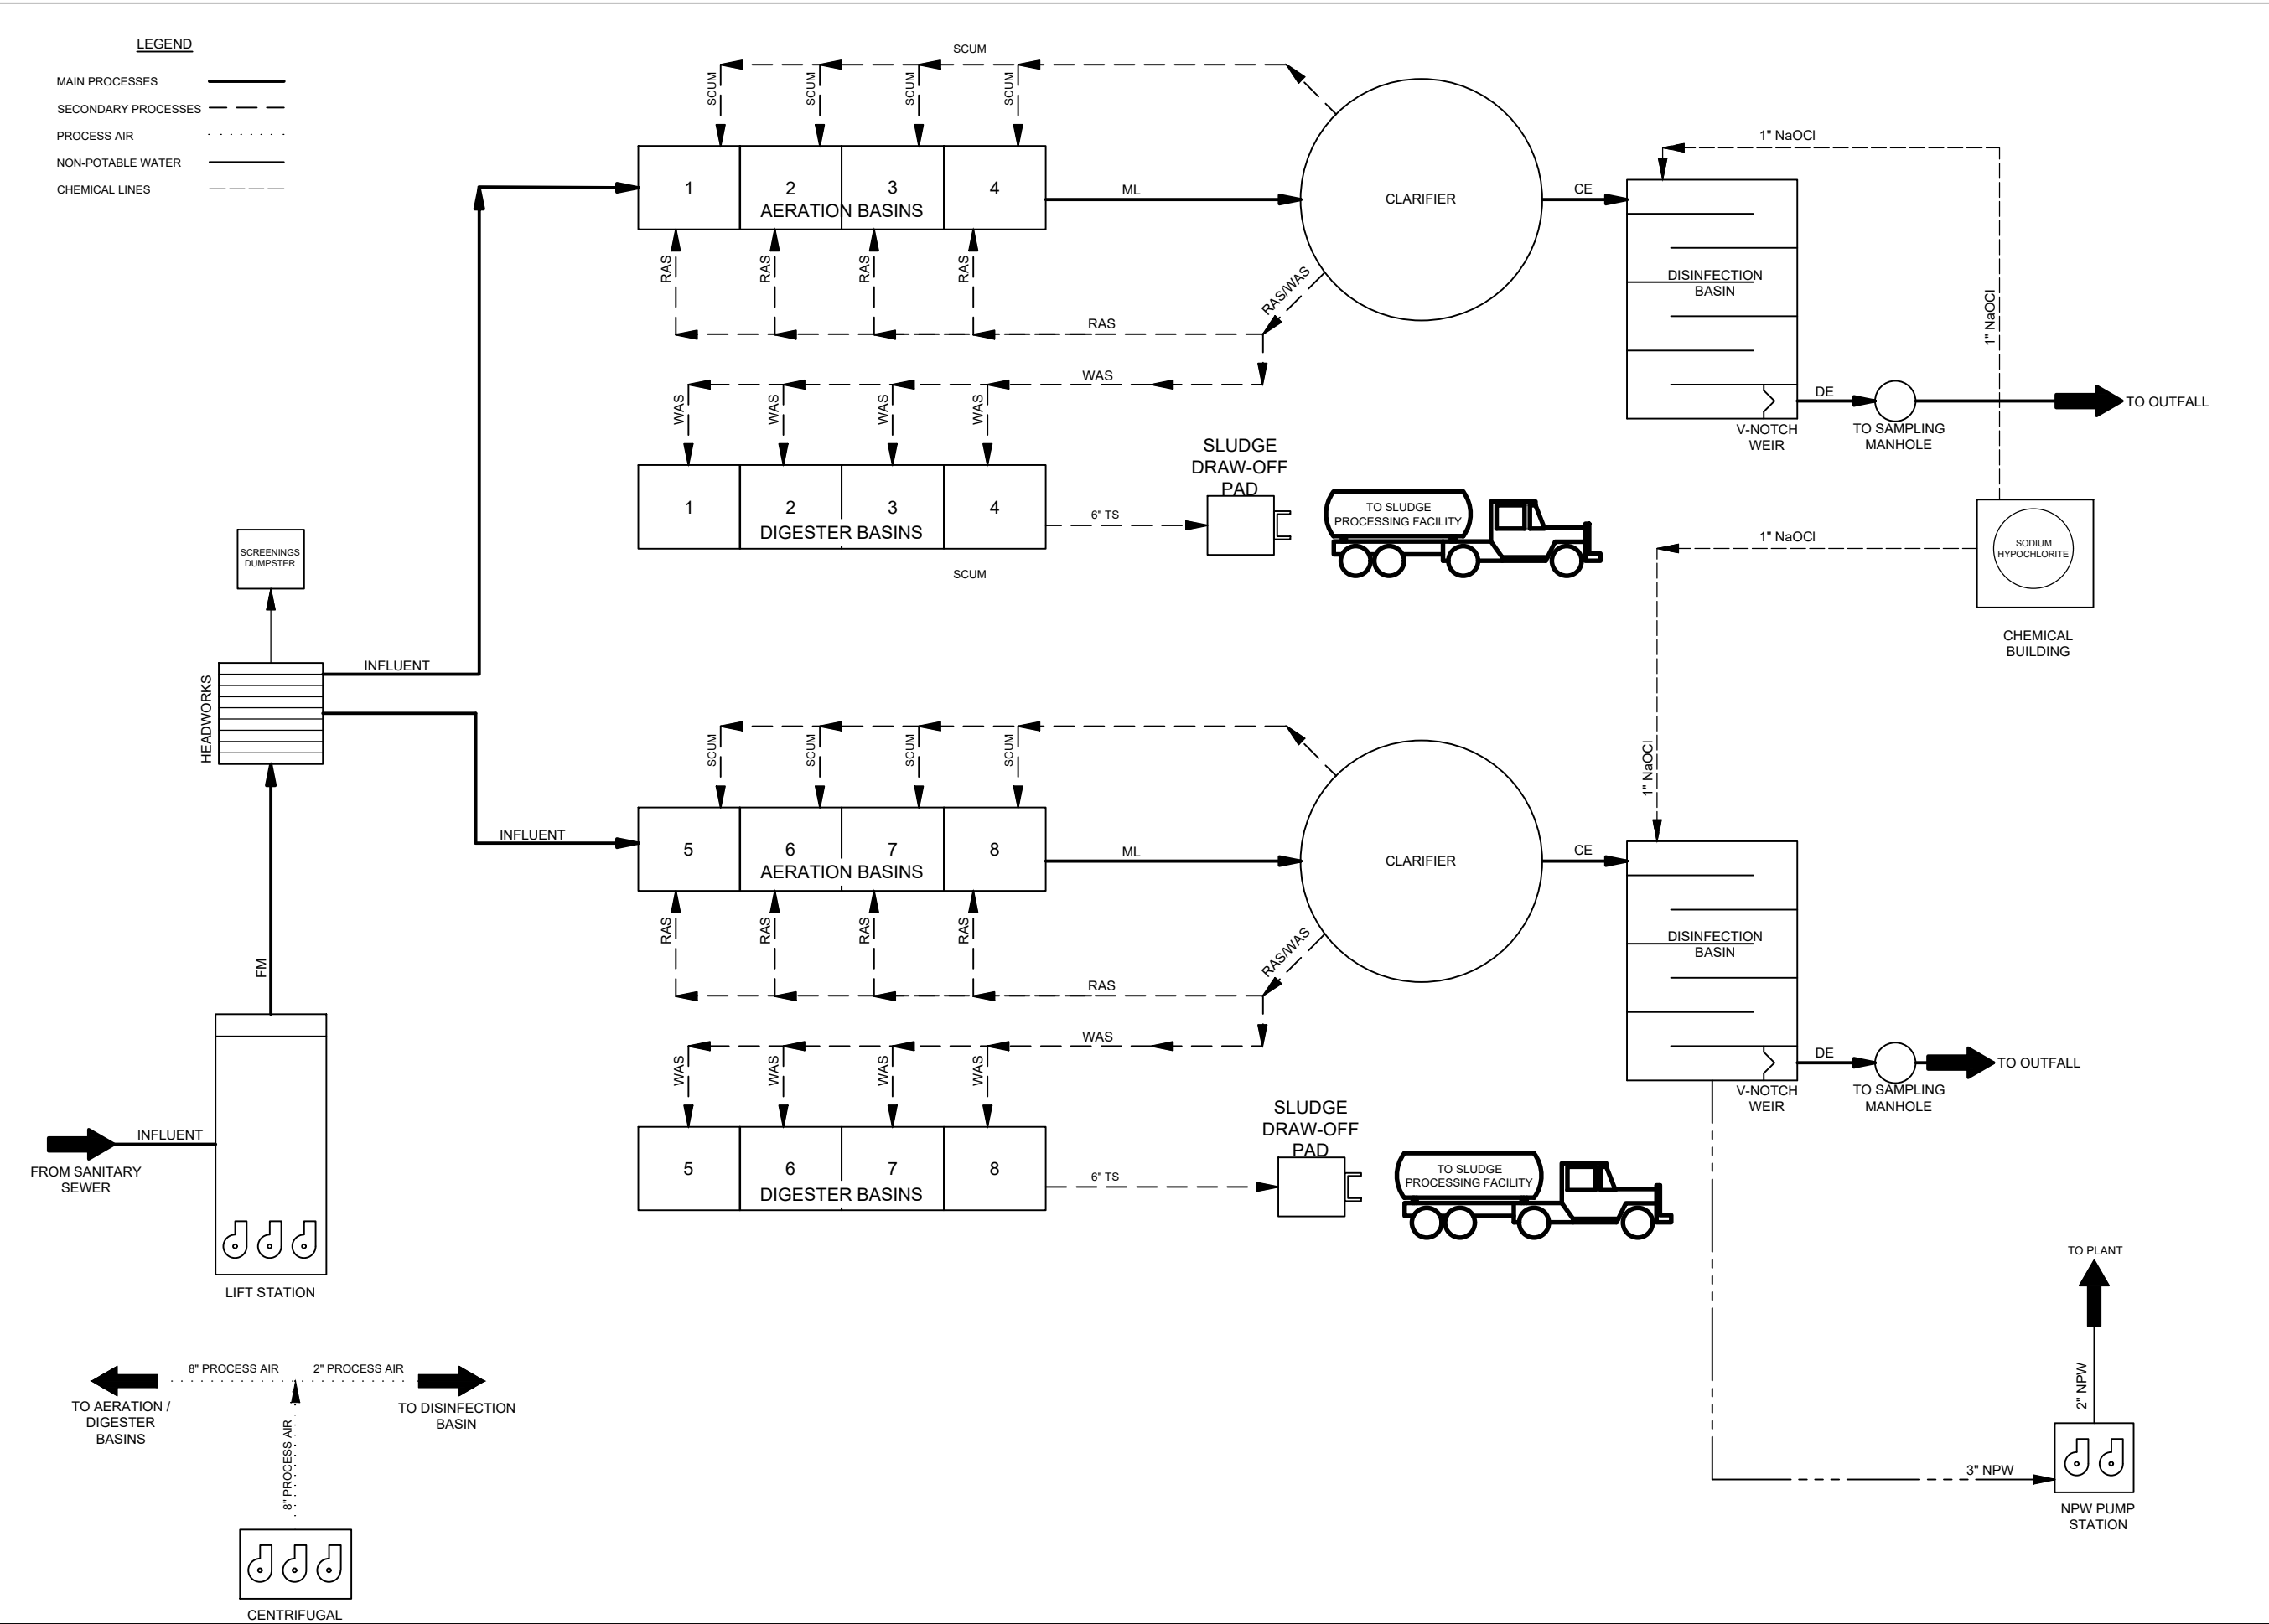 LEGEND
MAIN PROCESSES
SECONDARY PROCESSES
PROCESS AIR
NON-POTABLE WATER
CHEMICAL LINES
SCUM
SCUM
SCUM
SCUM
SCUM
1
2
3
4
AERATION BASINS
ML
CLARIFIER
CE
1" NaOCl
1" NaOCl
DISINFECTION
BASIN
RAS
RAS
RAS
RAS
RAS/WAS
RAS
WAS
WAS
WAS
WAS
WAS
DE
TO OUTFALL
V-NOTCH
WEIR
TO SAMPLING
MANHOLE
1
2
3
4
DIGESTER BASINS
6" TS
SLUDGE
DRAW-OFF
PAD
TO SLUDGE
PROCESSING FACILITY
SCUM
1" NaOCl
SODIUM
HYPOCHLORITE
CHEMICAL
BUILDING
SCREENINGS
DUMPSTER
HEADWORKS
INFLUENT
INFLUENT
FM
SCUM
SCUM
SCUM
SCUM
5
6
7
8
AERATION BASINS
ML
CLARIFIER
CE
1" NaOCl
DISINFECTION
BASIN
RAS
RAS
RAS
RAS
RAS/WAS
RAS
WAS
WAS
WAS
WAS
WAS
DE
TO OUTFALL
V-NOTCH
WEIR
TO SAMPLING
MANHOLE
5
6
7
8
DIGESTER BASINS
6" TS
SLUDGE
DRAW-OFF
PAD
TO SLUDGE
PROCESSING FACILITY
INFLUENT
FROM SANITARY
SEWER
LIFT STATION
8" PROCESS AIR
2" PROCESS AIR
TO AERATION /
DIGESTER
BASINS
TO DISINFECTION
BASIN
8" PROCESS AIR
CENTRIFUGAL
TO PLANT
2" NPW
3" NPW
NPW PUMP
STATION